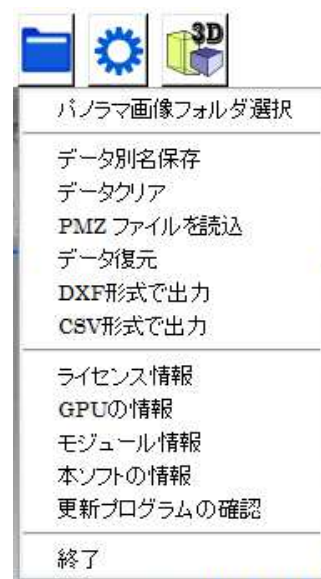 3D
パノラマ画像フォルダ選択
データ別名保存
データクリア
PMZ ファイルを読込
データ復元
DXF形式で出力
CSV形式で出力
ライセンス情報
GPUの情報
モジュール情報
本ソフトの情報
更新プログラムの確認
終了